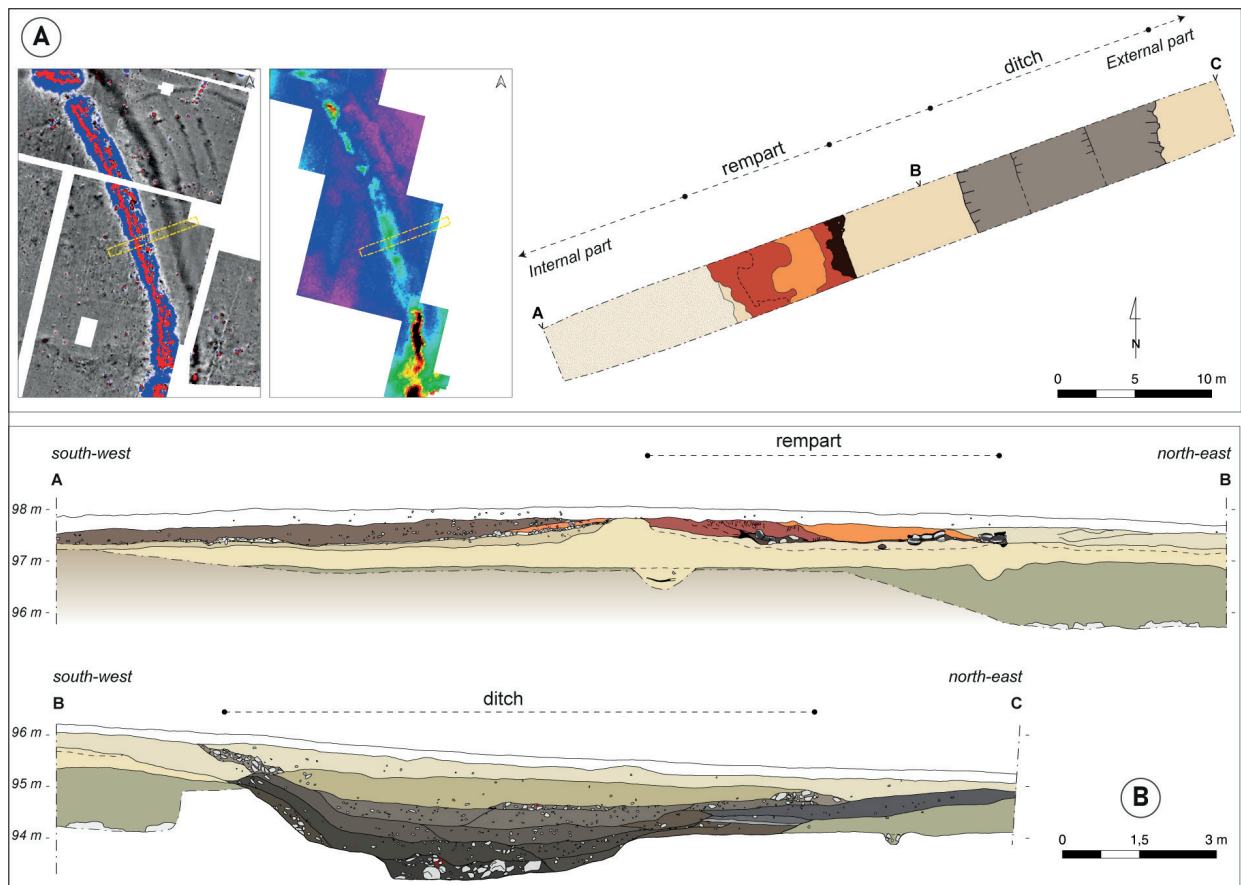 A
ditch
External part
C
rempart
B
Internal part
A
N
0 5 10 m
south-west
rempart
north-east
A
B
98 m
97 m
96 m
south-west
north-east
B
ditch
C
96 m
95 m
94 m
B
0 1,5 3 m